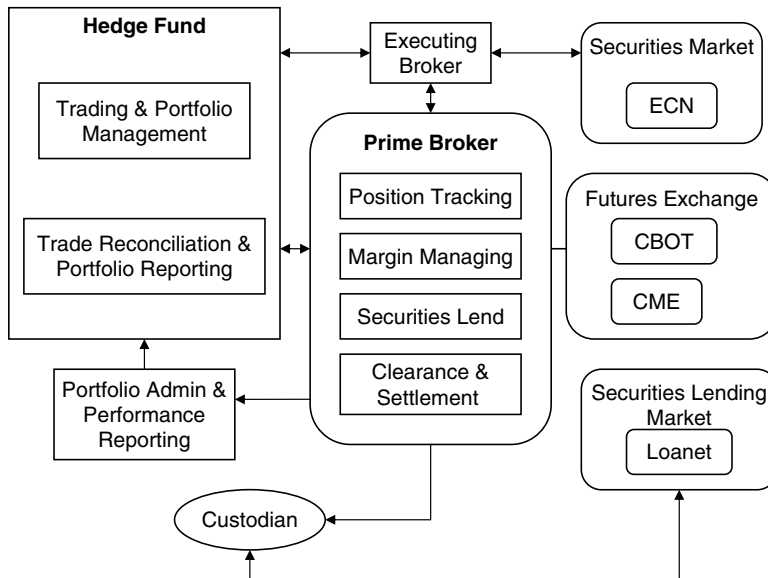 Hedge Fund
Trading & Portfolio
Management
Trade Reconciliation &
Portfolio Reporting
Executing
Broker
Securities Market
ECN
Prime Broker
Position Tracking
Margin Managing
Securities Lend
Clearance &
Settlement
Futures Exchange
CBOT
CME
Portfolio Admin &
Performance
Reporting
Securities Lending
Market
Loanet
Custodian